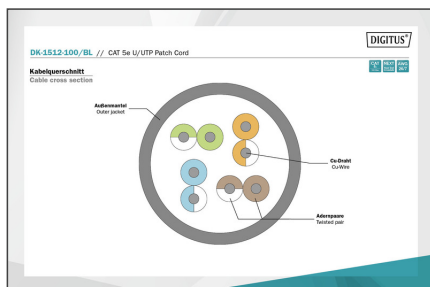 DIGITUS®
DK-1512-100/BL // CAT 5e U/UTP Patch Cord
Kabelquerschnitt
Cable cross section
Außenmantel
Outer jacket
Cu-Draht
Cu-Wire
Adernpaare
Twisted pair